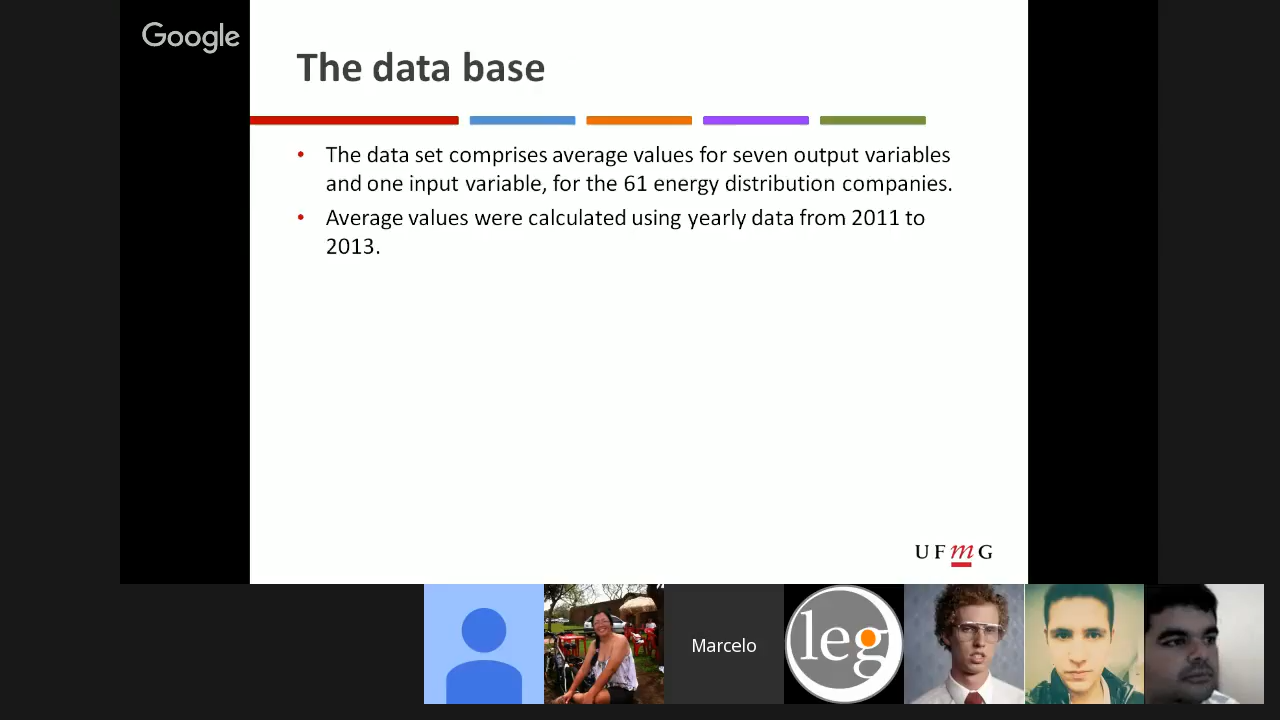 Google
The data base
• The data set comprises average values for seven output variables
and one input variable, for the 61 energy distribution companies.
• Average values were calculated using yearly data from 2011 to
2013.
UFmG
Marcelo
leg